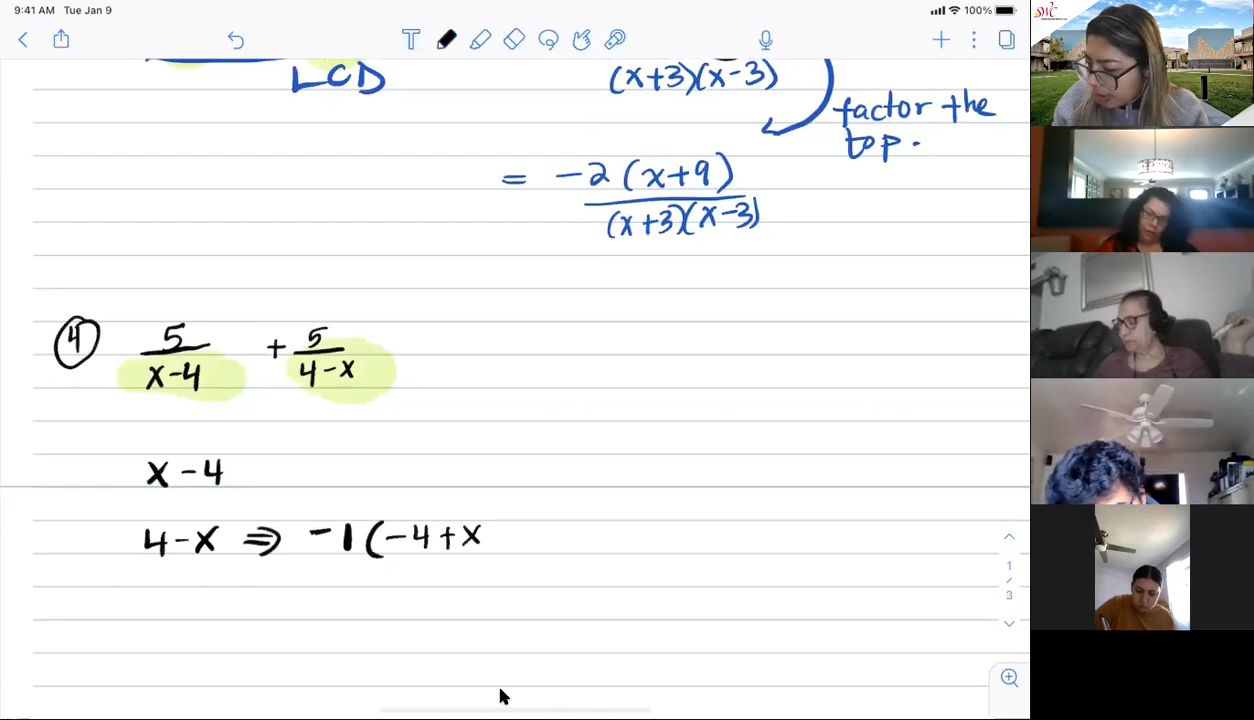 9:41 AM Tue Jan 9
100%
SWC
LCD
(x+3)(x-3)
factor the
top.
= -2(x+9)
(x+3)(x-3)
4
5 + 5
x-4 4-x
x-4
4-x ⇒ -1(-4+x
1
/
3